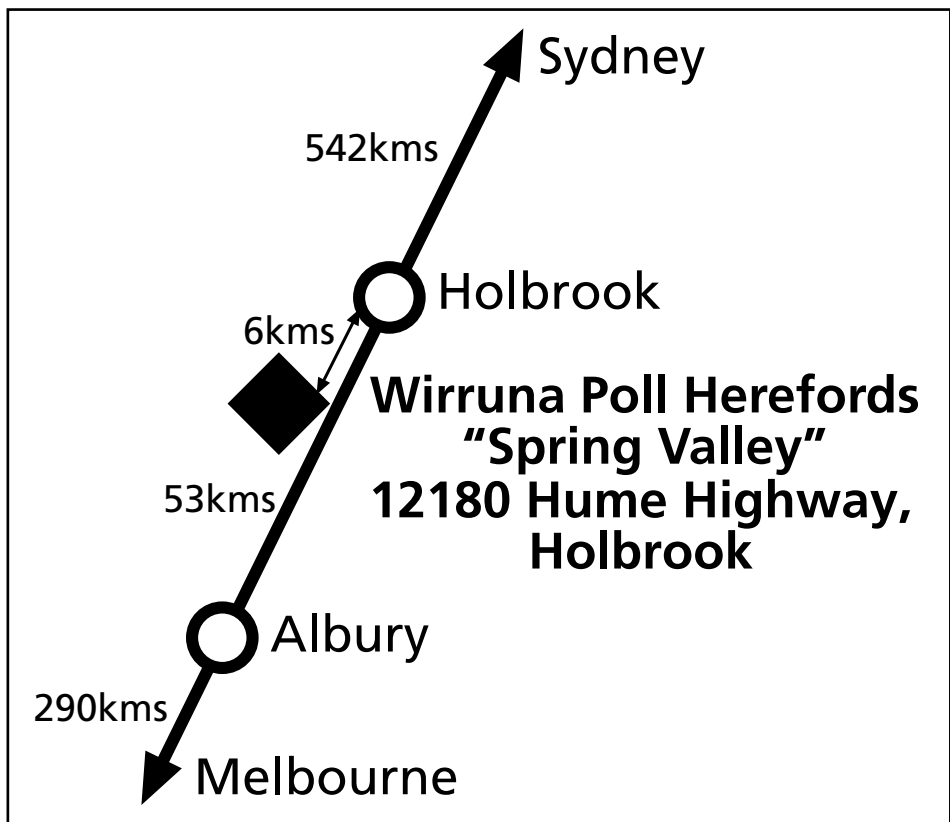 Sydney
542kms
Holbrook
6kms
Wirruna Poll Herefords
“Spring Valley”
12180 Hume Highway,
Holbrook
53kms
Albury
290kms
Melbourne